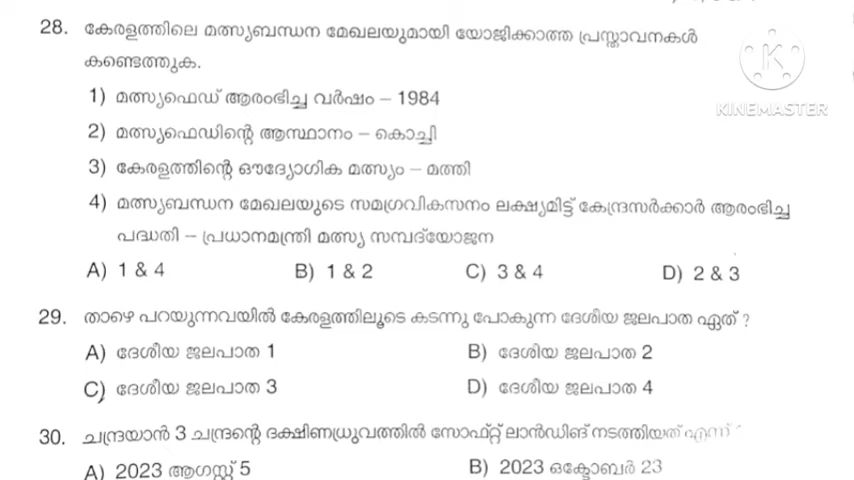 28. കേരളത്തിലെ മത്സ്യബന്ധന മേഖലയുമായി യോജിക്കാത്ത പ്രസ്താവനകൾ
കണ്ടെത്തുക.
K
KINEMASTER
1) മത്സ്യഫെഡ് ആരംഭിച്ച വർഷം – 1984
2) മത്സ്യഫെഡിന്റെ ആസ്ഥാനം – കൊച്ചി
3) കേരളത്തിന്റെ ഔദ്യോഗിക മത്സ്യം – മത്തി
4) മത്സ്യബന്ധന മേഖലയുടെ സമഗ്രവികസനം ലക്ഷ്യമിട്ട് കേന്ദ്രസർക്കാർ ആരംഭിച്ച
പദ്ധതി – പ്രധാനമന്ത്രി മത്സ്യ സമ്പദ്യോജന
A) 1 & 4 B) 1 & 2 C) 3 & 4 D) 2 & 3
29. താഴെ പറയുന്നവയിൽ കേരളത്തിലൂടെ കടന്നു പോകുന്ന ദേശീയ ജലപാത ഏത് ?
A) ദേശീയ ജലപാത 1 B) ദേശിയ ജലപാത 2
C) ദേശീയ ജലപാത 3 D) ദേശീയ ജലപാത 4
30. ചന്ദ്രയാൻ 3 ചന്ദ്രന്റെ ദക്ഷിണധ്രുവത്തിൽ സോഫ്റ്റ് ലാൻഡിങ് നടത്തിയത് എന്ന്
A) 2023 ആഗസ്റ്റ് 5 B) 2023 ഒക്ടോബർ 23